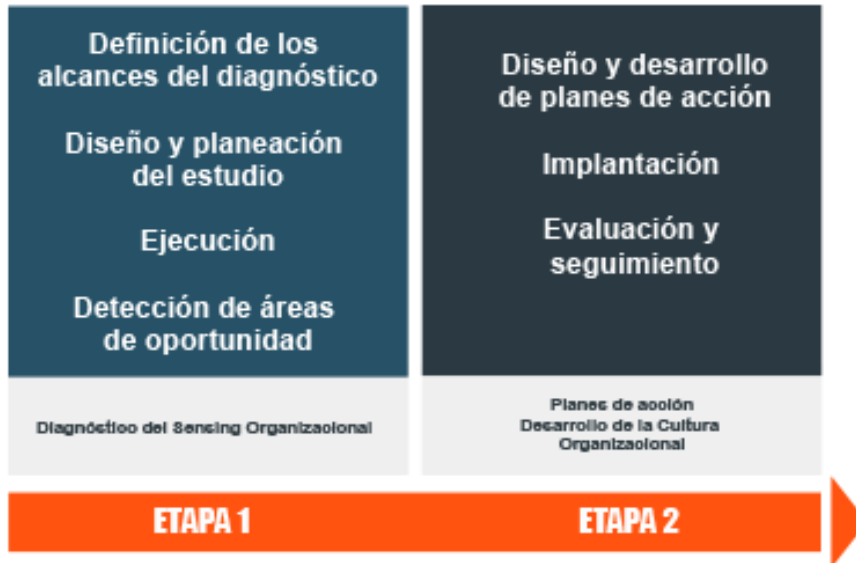 Definición de los
alcances del diagnóstico
Diseño y planeación
del estudio
Ejecución
Detección de áreas
de oportunidad
Diagnóstico del Sensing Organizacional
Diseño y desarrollo
de planes de acción
Implantación
Evaluación y
seguimiento
Planes de acción
Desarrollo de la Cultura
Organizacional
ETAPA 1
ETAPA 2